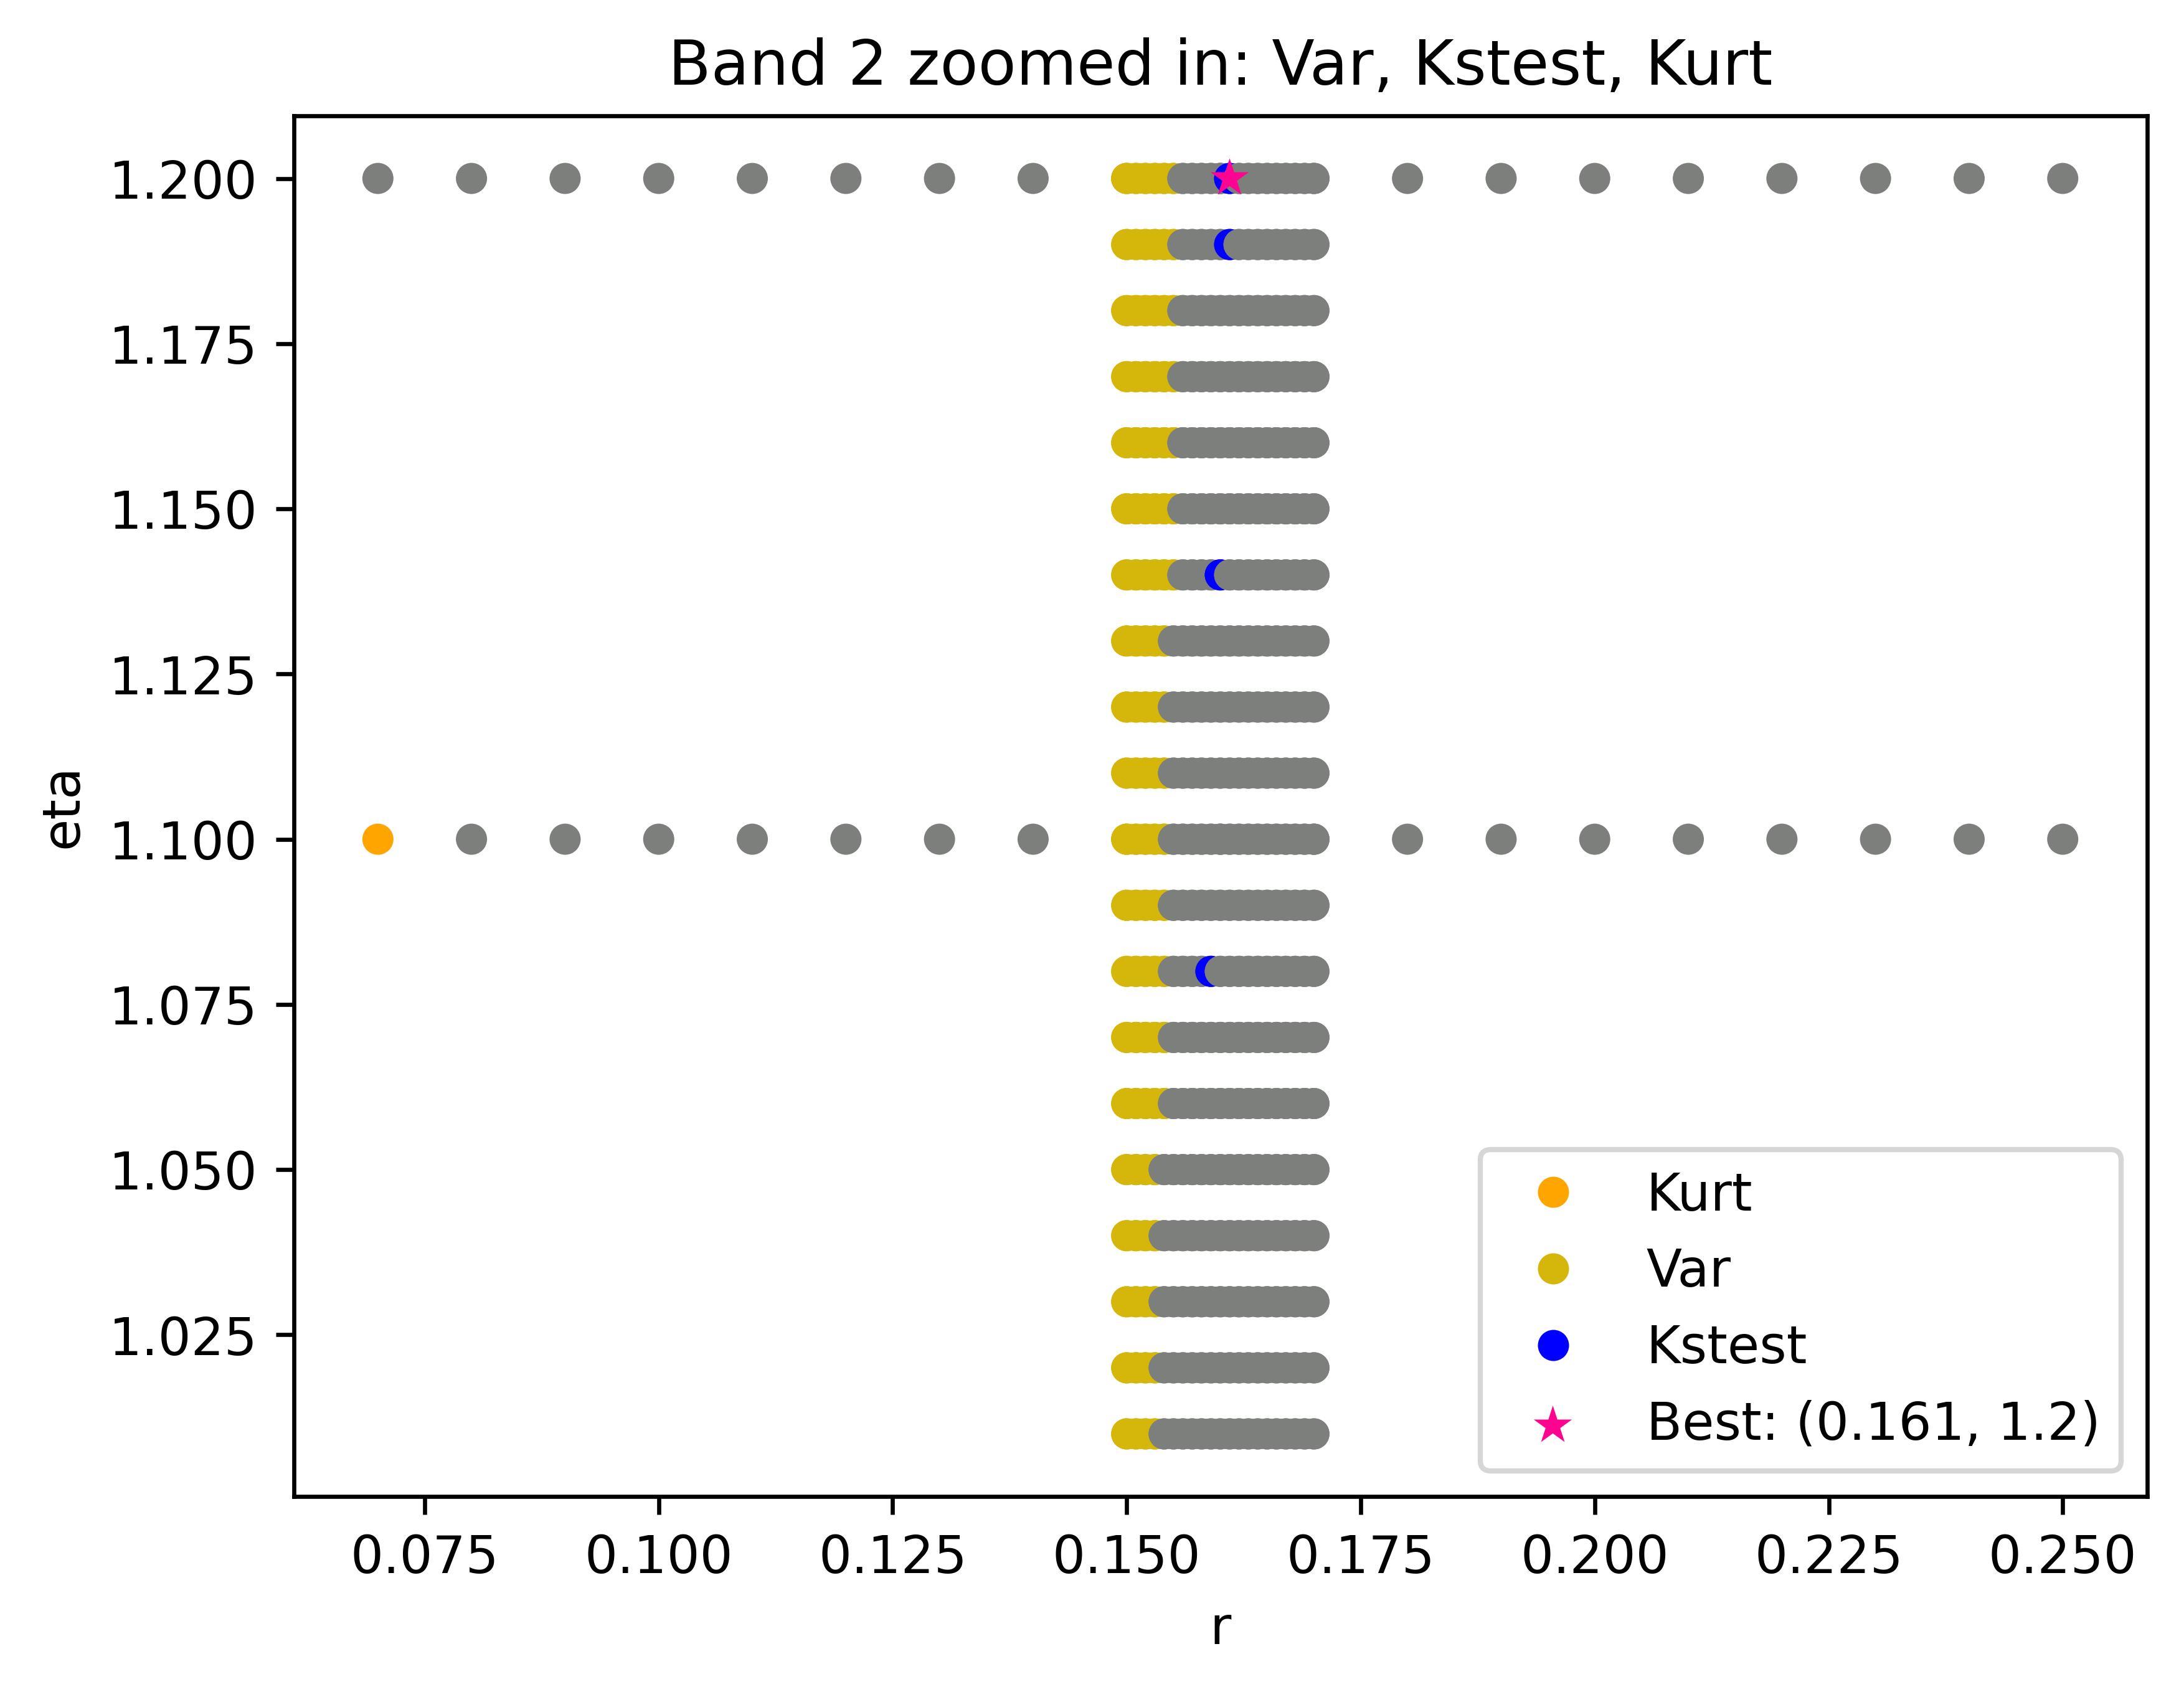 Band 2 zoomed in: Var, Kstest, Kurt
1.200
1.175
1.150
1.125
1.100
1.075
1.050
1.025
eta
Kurt
Var
Kstest
Best: (0.161, 1.2)
0.075 0.100 0.125 0.150 0.175 0.200 0.225 0.250
r